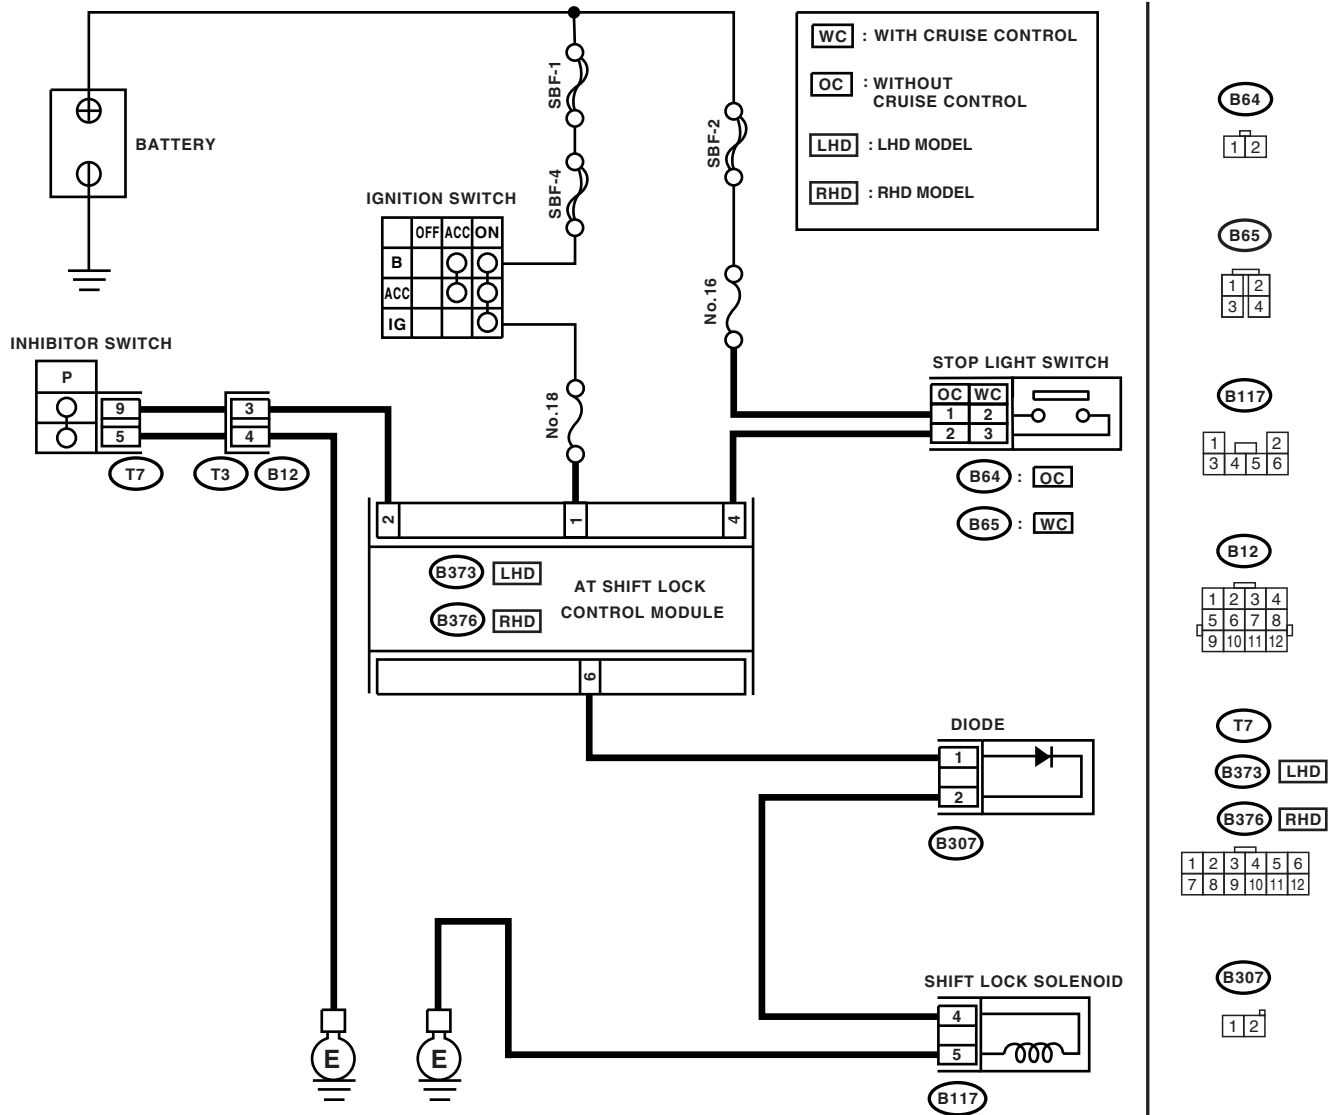 WC : WITH CRUISE CONTROL
OC : WITHOUT
CRUISE CONTROL
LHD : LHD MODEL
RHD : RHD MODEL
BATTERY
SBF-1
SBF-4
SBF-2
No.16
IGNITION SWITCH
OFF ACC ON
B
ACC
IG
No.18
INHIBITOR SWITCH
P
9
5
3
4
T7
T3
B12
STOP LIGHT SWITCH
OC WC
1 2
2 3
B64 : OC
B65 : WC
2
1
4
B373 LHD
B376 RHD
AT SHIFT LOCK
CONTROL MODULE
6
DIODE
1
2
B307
SHIFT LOCK SOLENOID
4
5
B117
E
E
B64
1 2
B65
1 2
3 4
B117
1 2
3 4 5 6
B12
1 2 3 4
5 6 7 8
9 10 11 12
T7
B373 LHD
B376 RHD
1 2 3 4 5 6
7 8 9 10 11 12
B307
1 2